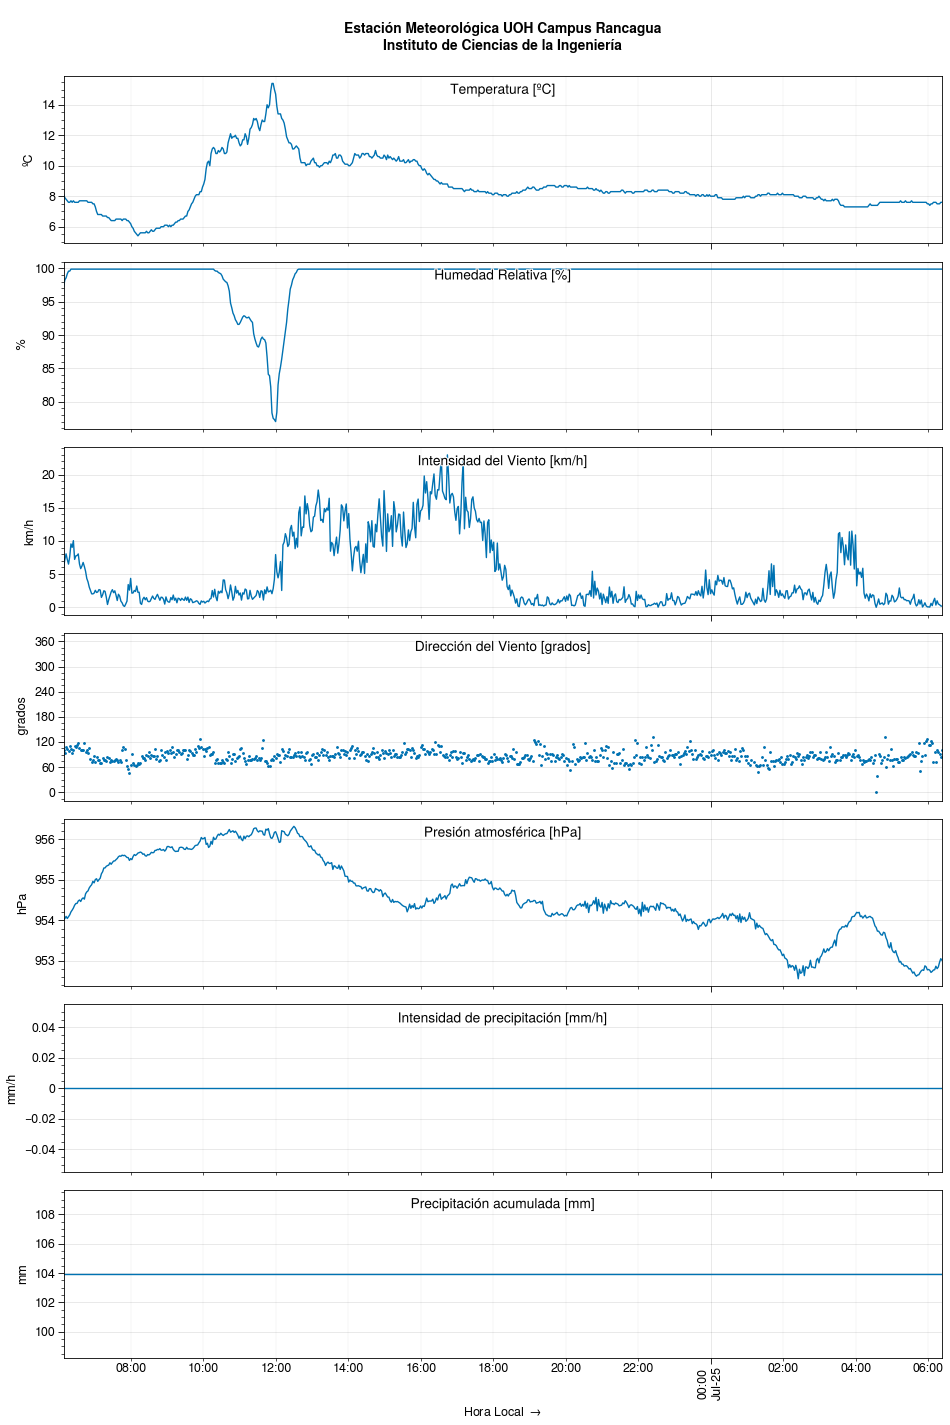 Estación Meteorológica UOH Campus Rancagua
Instituto de Ciencias de la Ingeniería
Temperatura [ºC]
ºC
14
12
10
8
6
Humedad Relativa [%]
%
100
95
90
85
80
Intensidad del Viento [km/h]
km/h
20
15
10
5
0
Dirección del Viento [grados]
grados
360
300
240
180
120
60
0
Presión atmosférica [hPa]
hPa
956
955
954
953
Intensidad de precipitación [mm/h]
mm/h
0.04
0.02
0
−0.02
−0.04
Precipitación acumulada [mm]
mm
108
106
104
102
100
08:00 10:00 12:00 14:00 16:00 18:00 20:00 22:00 00:00 02:00 04:00 06:00
Jul-25
Hora Local →